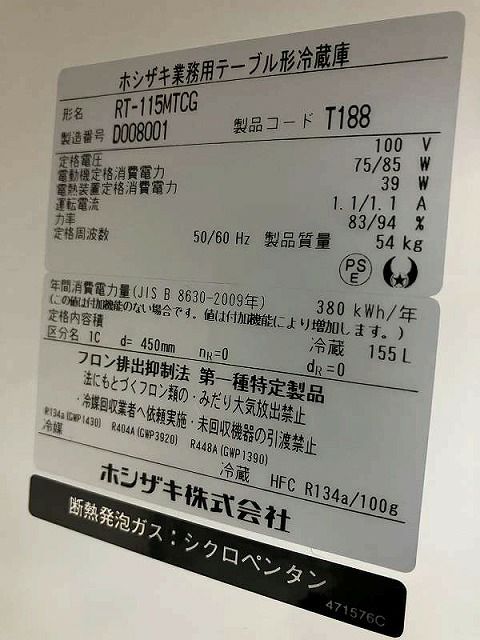 ホシザキ業務用テーブル形冷蔵庫
形名 RT-115MTCG
製造番号 D008001 製品コード T188
定格電圧 100 V
電動機定格消費電力 75/85 W
電熱装置定格消費電力 39 W
運転電流 1.1/1.1 A
力率 83/94 %
定格周波数 50/60 Hz 製品質量 54 kg
PS
E
年間消費電力量(JIS B 8630-2009年) 380 kWh/年
(この値は付加機能のない場合です。値は付加機能により増加します。)
定格内容積 冷蔵 155L
区分名 1C d= 450mm nR=0 dR=0
フロン排出抑制法 第一種特定製品
法にもとづくフロン類の・みだり大気放出禁止
・冷媒回収業者へ依頼実施・未回収機器の引渡禁止
R134a(GWP1430) R404A(GWP3920) R448A(GWP1390)
冷媒 冷蔵 HFC R134a/100g
ホシザキ株式会社
断熱発泡ガス：シクロペンタン
471576C